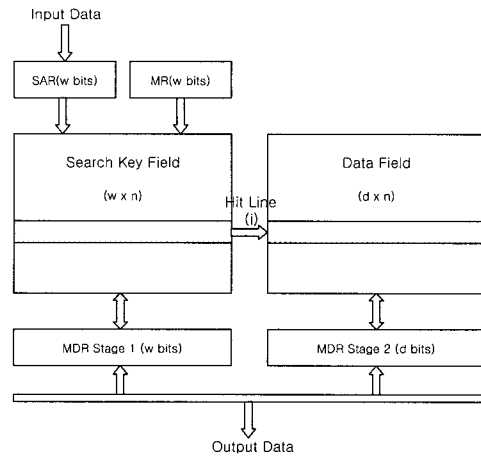 Input Data
SAR(w bits)
MR(w bits)
Search Key Field
(w x n)
Data Field
(d x n)
Hit Line
(i)
MDR Stage 1 (w bits)
MDR Stage 2 (d bits)
Output Data